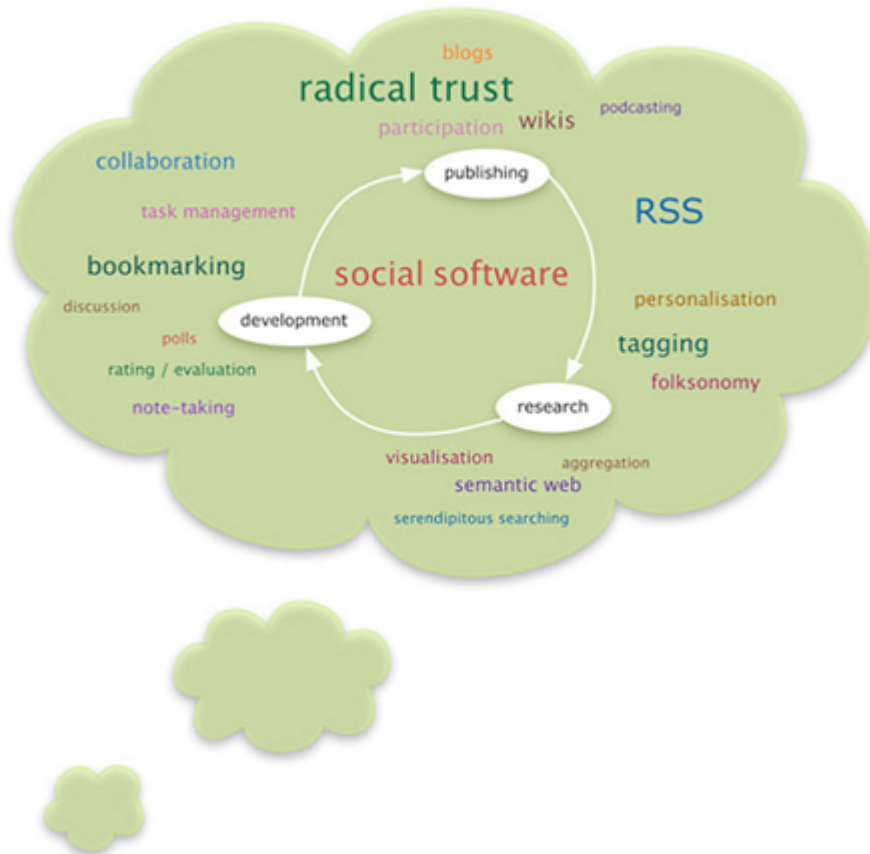 blogs
radical trust
participation
wikis
podcasting
collaboration
publishing
task management
RSS
bookmarking
social software
discussion
personalisation
development
polls
tagging
rating / evaluation
folksonomy
note-taking
research
visualisation
aggregation
semantic web
serendipitous searching